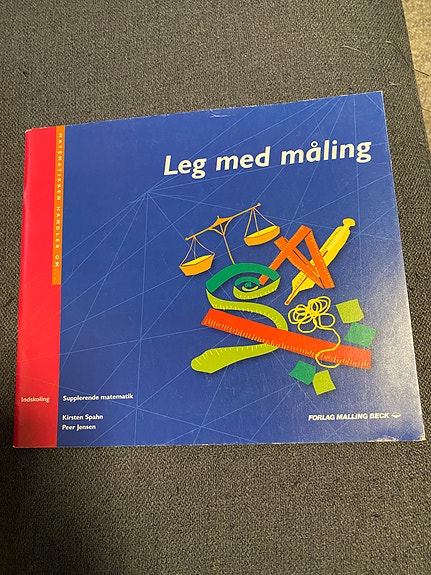 MATEMATIKKEN HANDLER OM...
Leg med måling
Indskoling
Supplerende matematik
Kirsten Spahn
Peer Jensen
FORLAG MALLING BECK